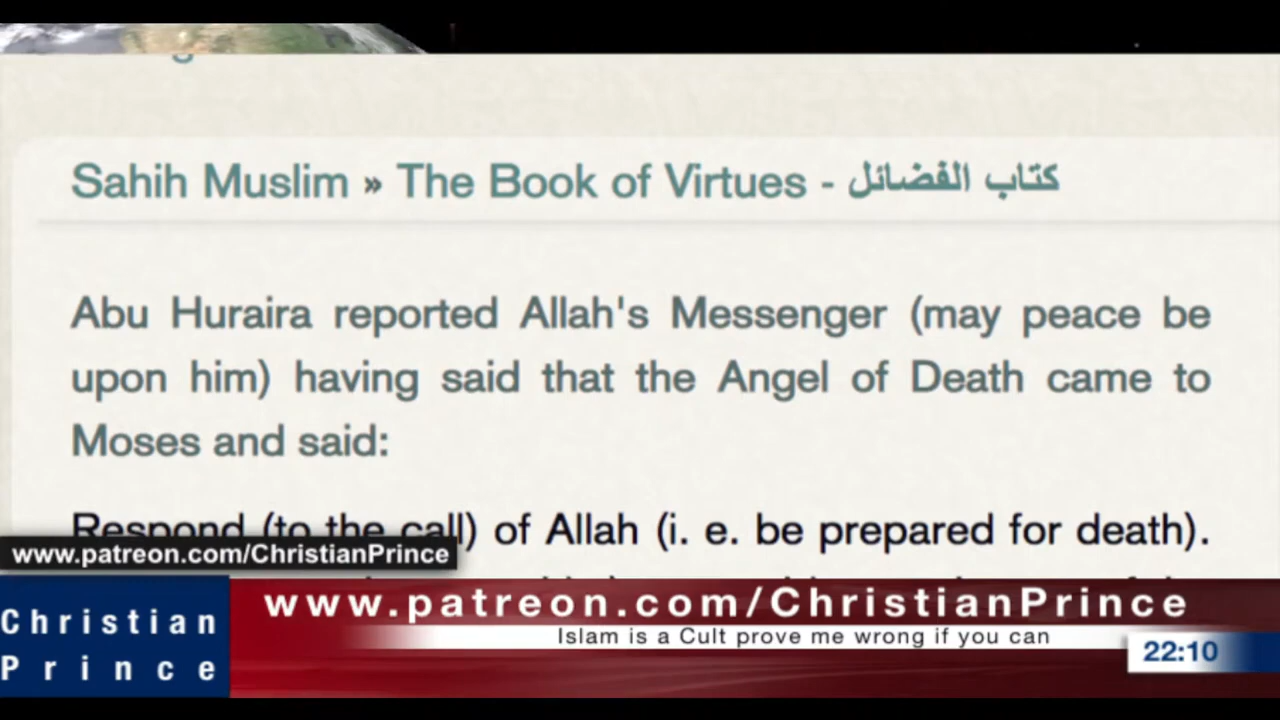 Sahih Muslim » The Book of Virtues - كتاب الفضائل
Abu Huraira reported Allah's Messenger (may peace be
upon him) having said that the Angel of Death came to
Moses and said:
Respond (to the call) of Allah (i. e. be prepared for death).
www.patreon.com/ChristianPrince
www.patreon.com/ChristianPrince
Islam is a Cult prove me wrong if you can
Christian
Prince
22:10